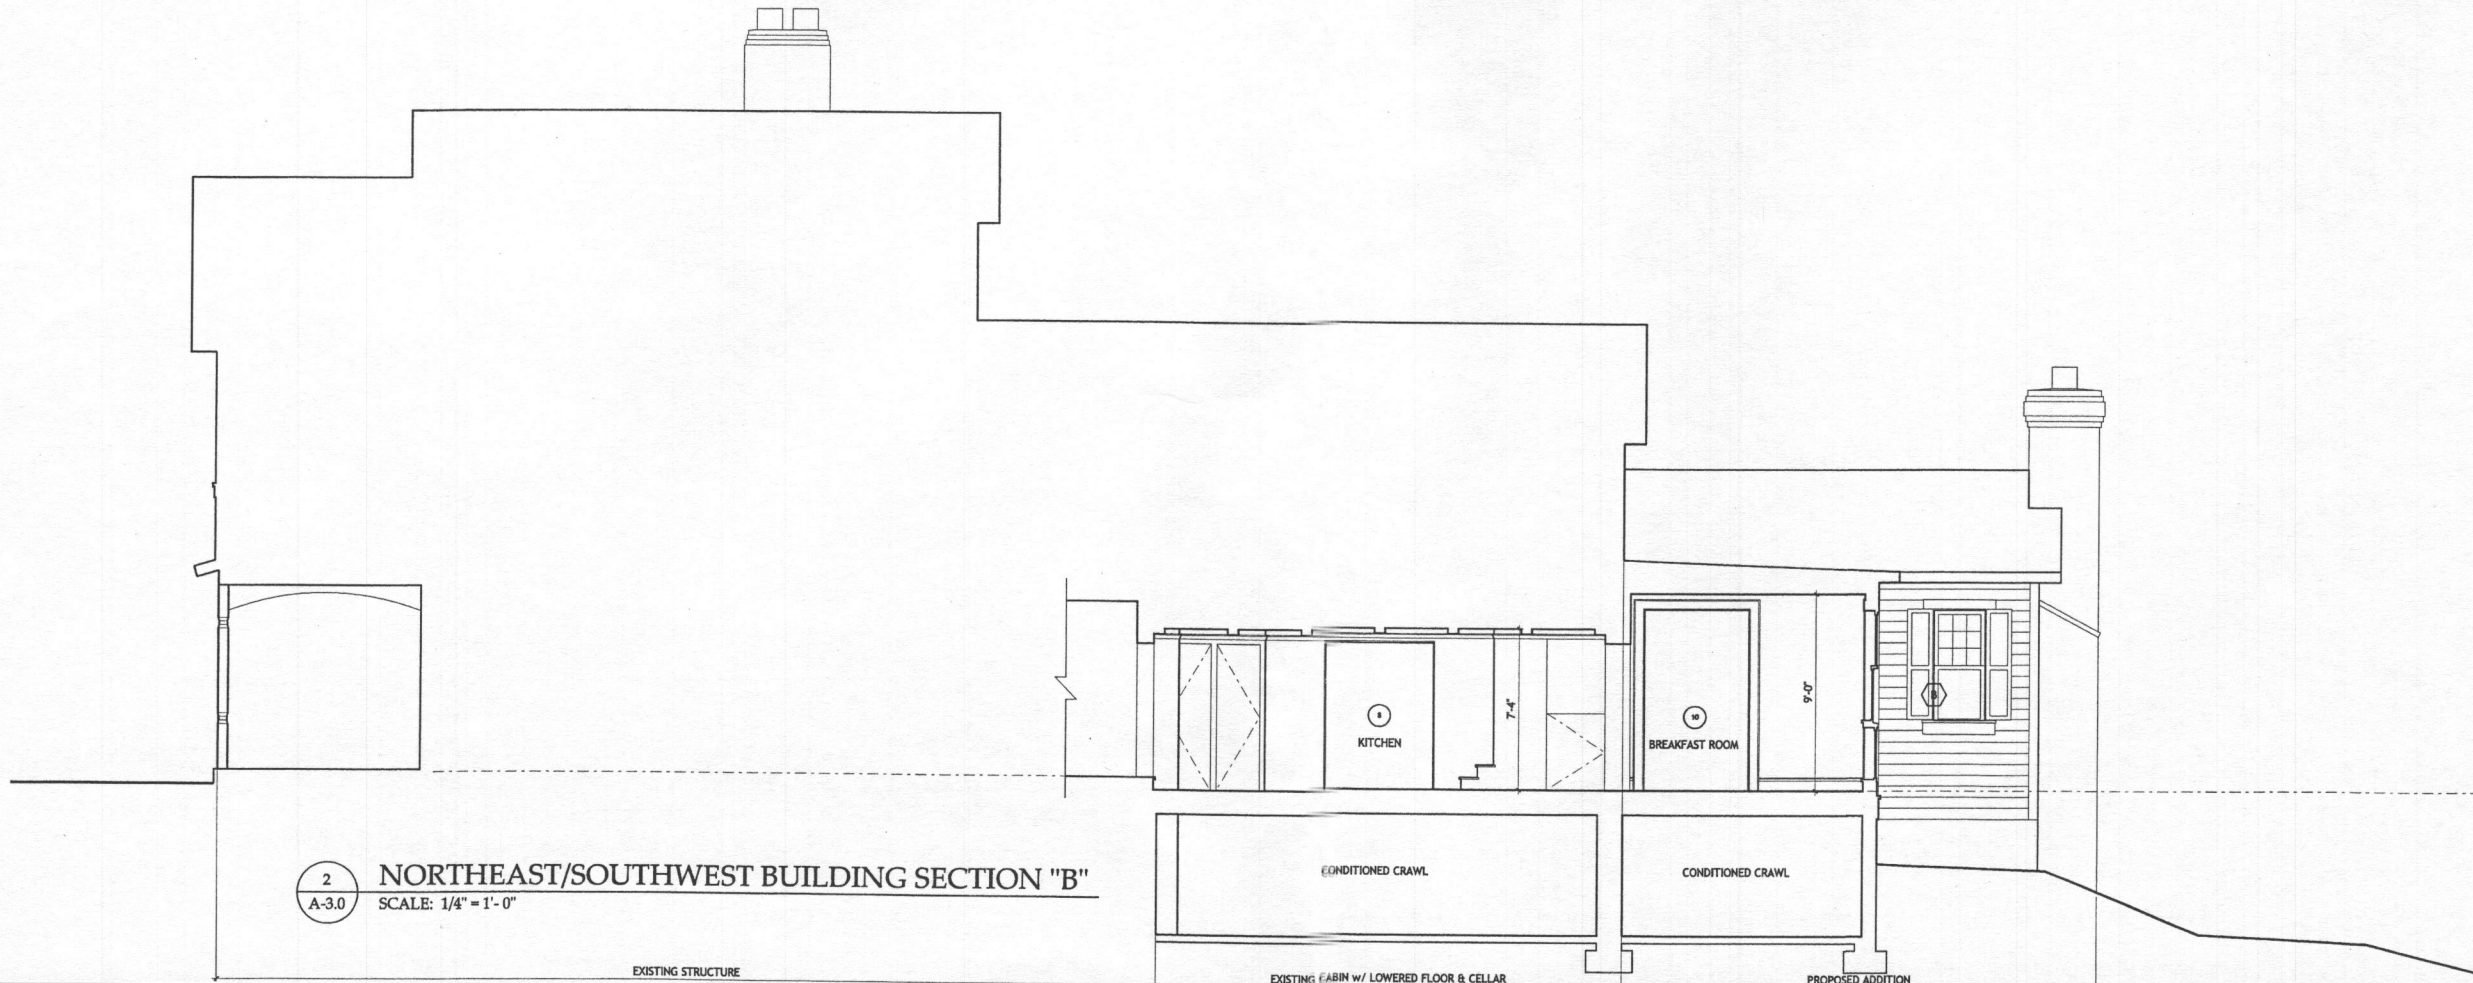 7'-4"
9'-0"
B
8
KITCHEN
10
BREAKFAST ROOM
CONDITIONED CRAWL
CONDITIONED CRAWL
2
A-3.0
NORTHEAST/SOUTHWEST BUILDING SECTION "B"
SCALE: 1/4" = 1'- 0"
EXISTING STRUCTURE
EXISTING CABIN w/ LOWERED FLOOR & CELLAR
PROPOSED ADDITION